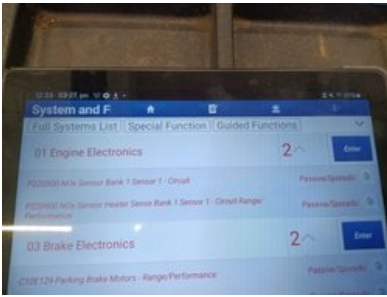 System and F
Full Systems List Special Function Guided Functions
01 Engine Electronics 2 Enter
P220000 NOx Sensor Bank 1 Sensor 1 - Circuit Passive/Sporadic
NOx Sensor Heater Sense Bank 1 Sensor 1 - Circuit Range/ Passive/Sporadic
Performance
03 Brake Electronics 2 Enter
C10E129 Parking Brake Motors - Range/Performance Passive/Sporadic